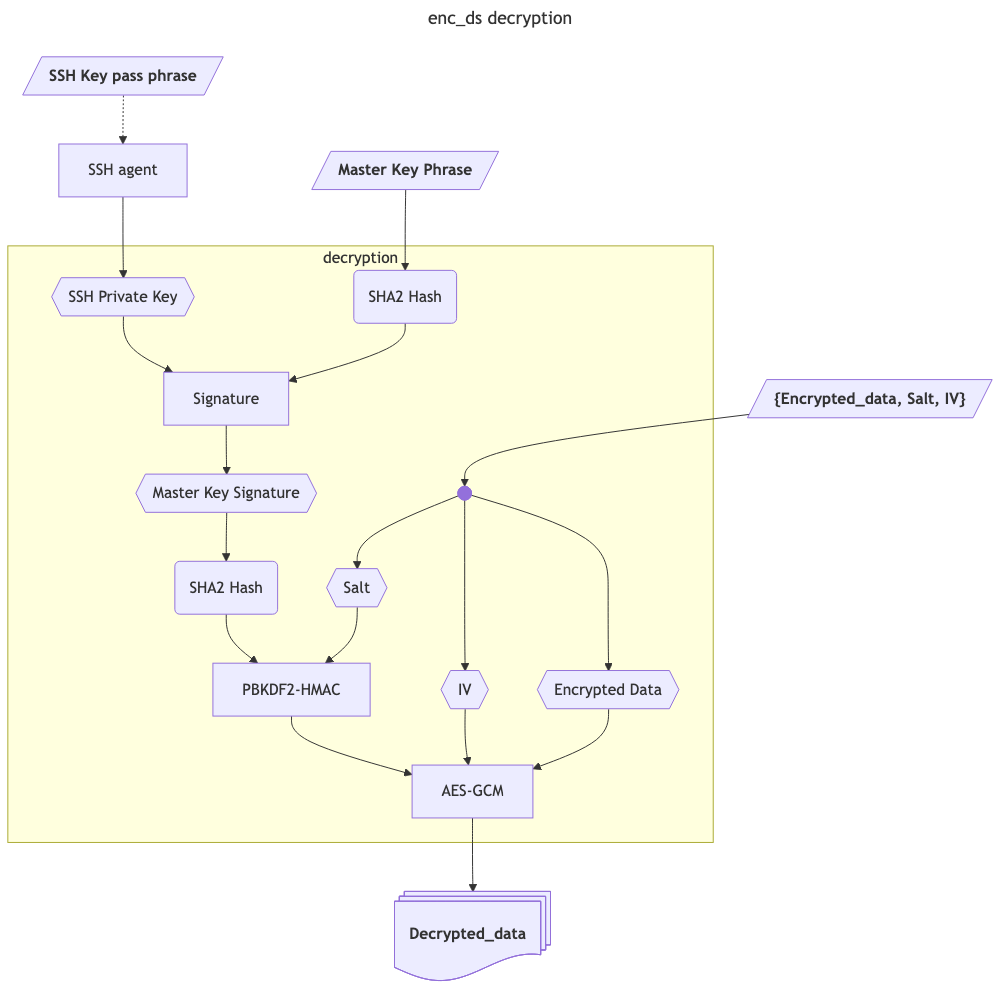 enc_ds decryption
SSH Key pass phrase
SSH agent
Master Key Phrase
decryption
SSH Private Key
SHA2 Hash
Signature
{Encrypted_data, Salt, IV}
Master Key Signature
SHA2 Hash
Salt
PBKDF2-HMAC
IV
Encrypted Data
AES-GCM
Decrypted_data